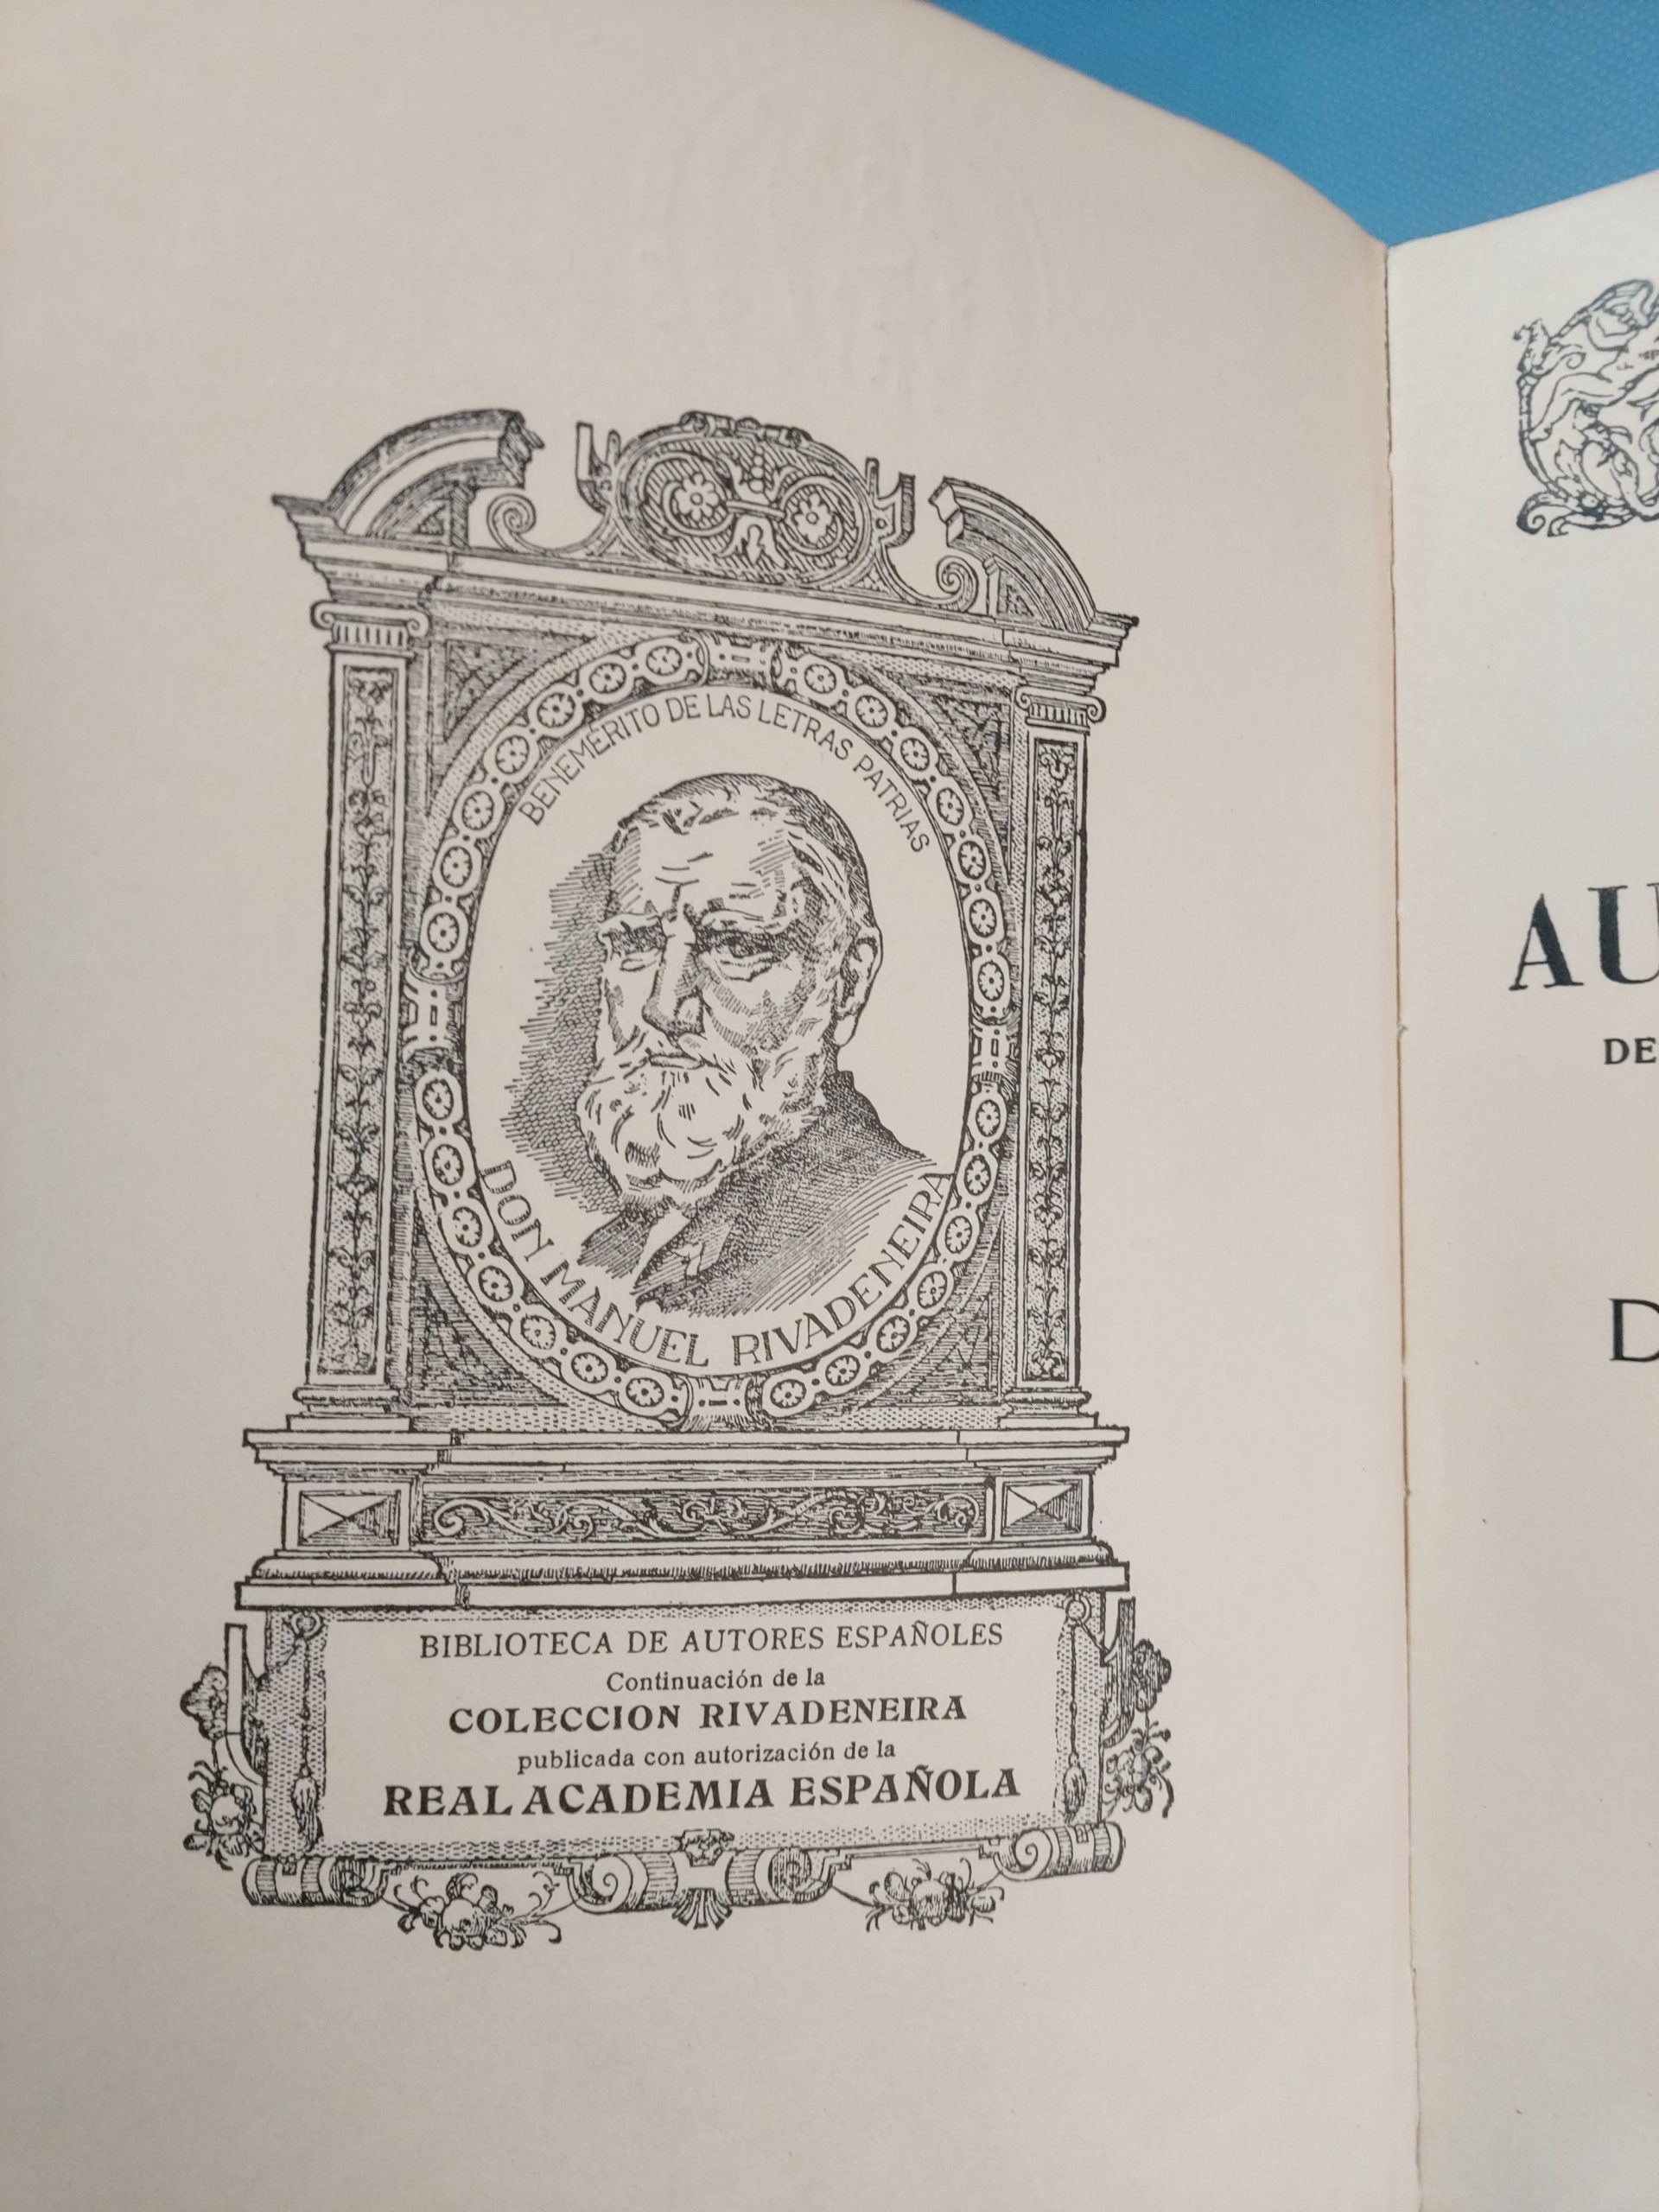 BENEMÉRITO DE LAS LETRAS PATRIAS
DON MANUEL RIVADENEIRA
BIBLIOTECA DE AUTORES ESPAÑOLES
Continuación de la
COLECCION RIVADENEIRA
publicada con autorización de la
REAL ACADEMIA ESPAÑOLA
AU
DE
D